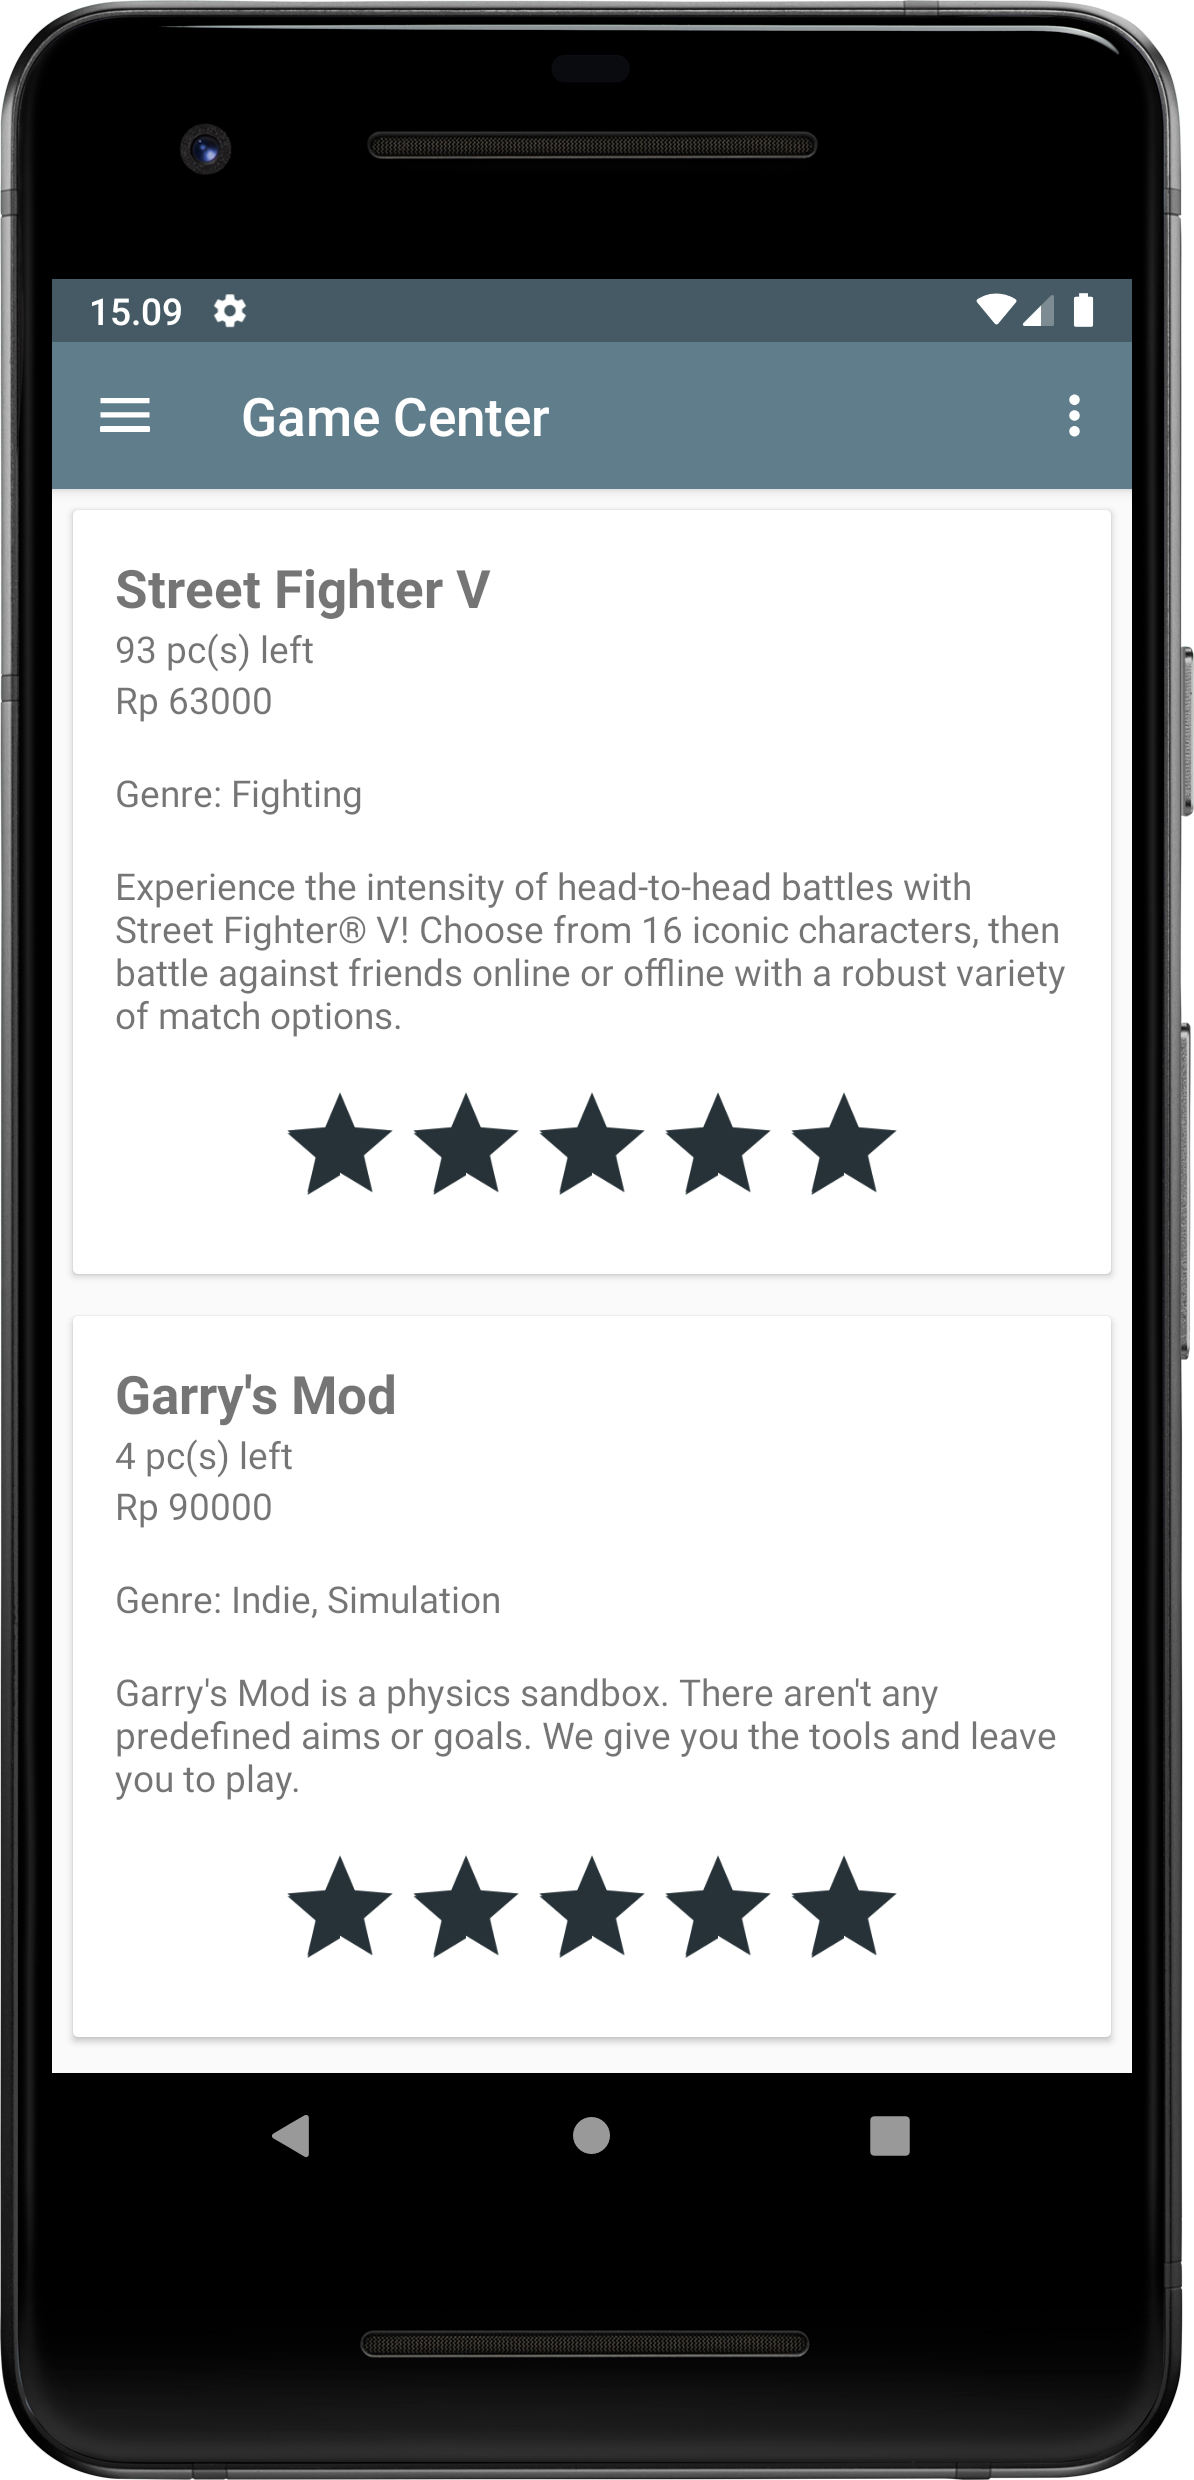 15.09
Game Center
Street Fighter V
93 pc(s) left
Rp 63000
Genre: Fighting
Experience the intensity of head-to-head battles with
Street Fighter® V! Choose from 16 iconic characters, then
battle against friends online or offline with a robust variety
of match options.
Garry's Mod
4 pc(s) left
Rp 90000
Genre: Indie, Simulation
Garry's Mod is a physics sandbox. There aren't any
predefined aims or goals. We give you the tools and leave
you to play.